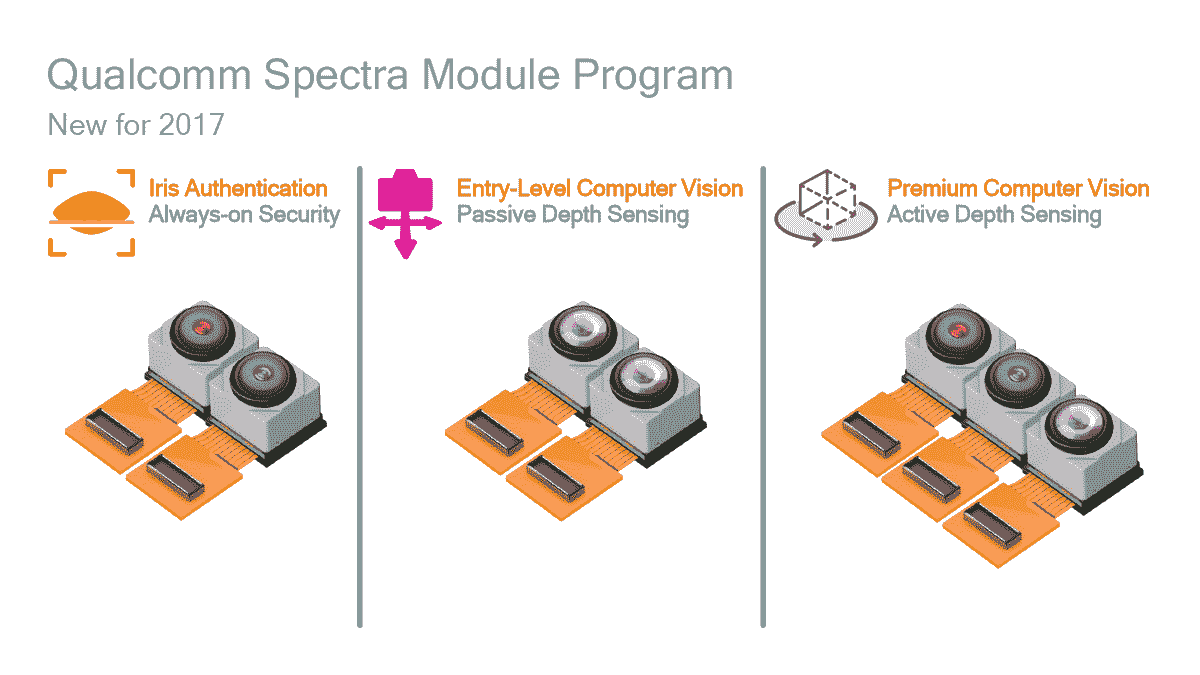 Qualcomm Spectra Module Program
New for 2017
Iris Authentication
Always-on Security
Entry-Level Computer Vision
Passive Depth Sensing
Premium Computer Vision
Active Depth Sensing